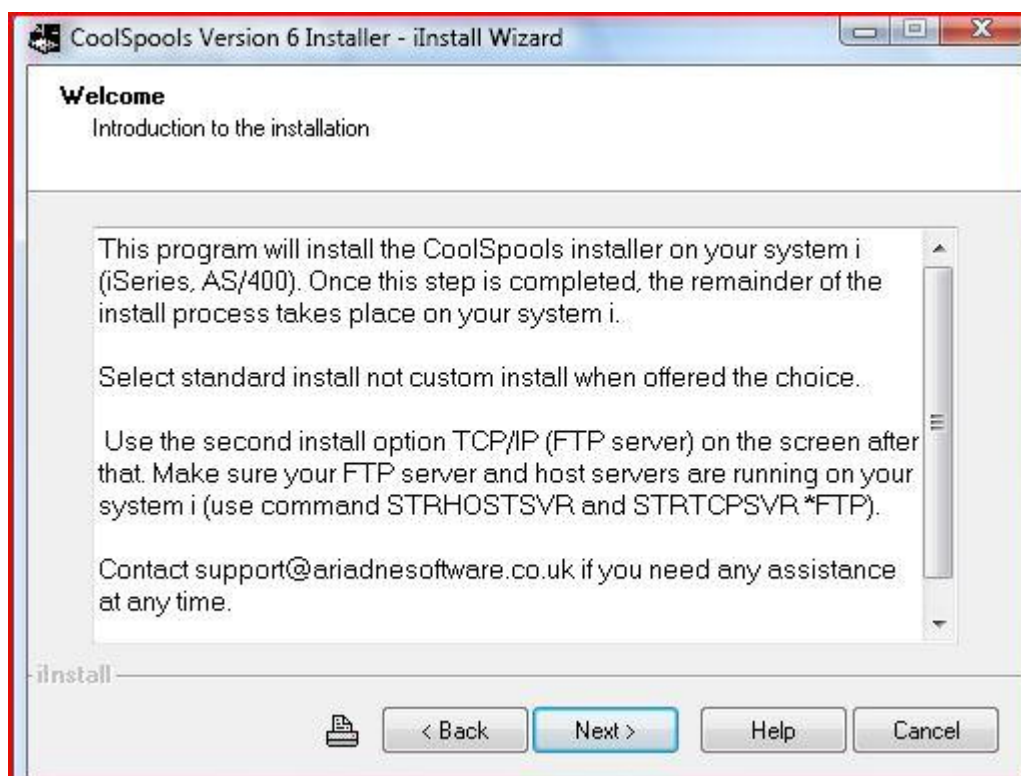 CoolSpools Version 6 Installer - iInstall Wizard
Welcome
Introduction to the installation
This program will install the CoolSpools installer on your system i
(iSeries, AS/400). Once this step is completed, the remainder of the
install process takes place on your system i.
Select standard install not custom install when offered the choice.
Use the second install option TCP/IP (FTP server) on the screen after
that. Make sure your FTP server and host servers are running on your
system i (use command STRHOSTSVR and STRTCPSVR *FTP).
Contact support@ariadnesoftware.co.uk if you need any assistance
at any time.
iInstall
< Back
Next >
Help
Cancel